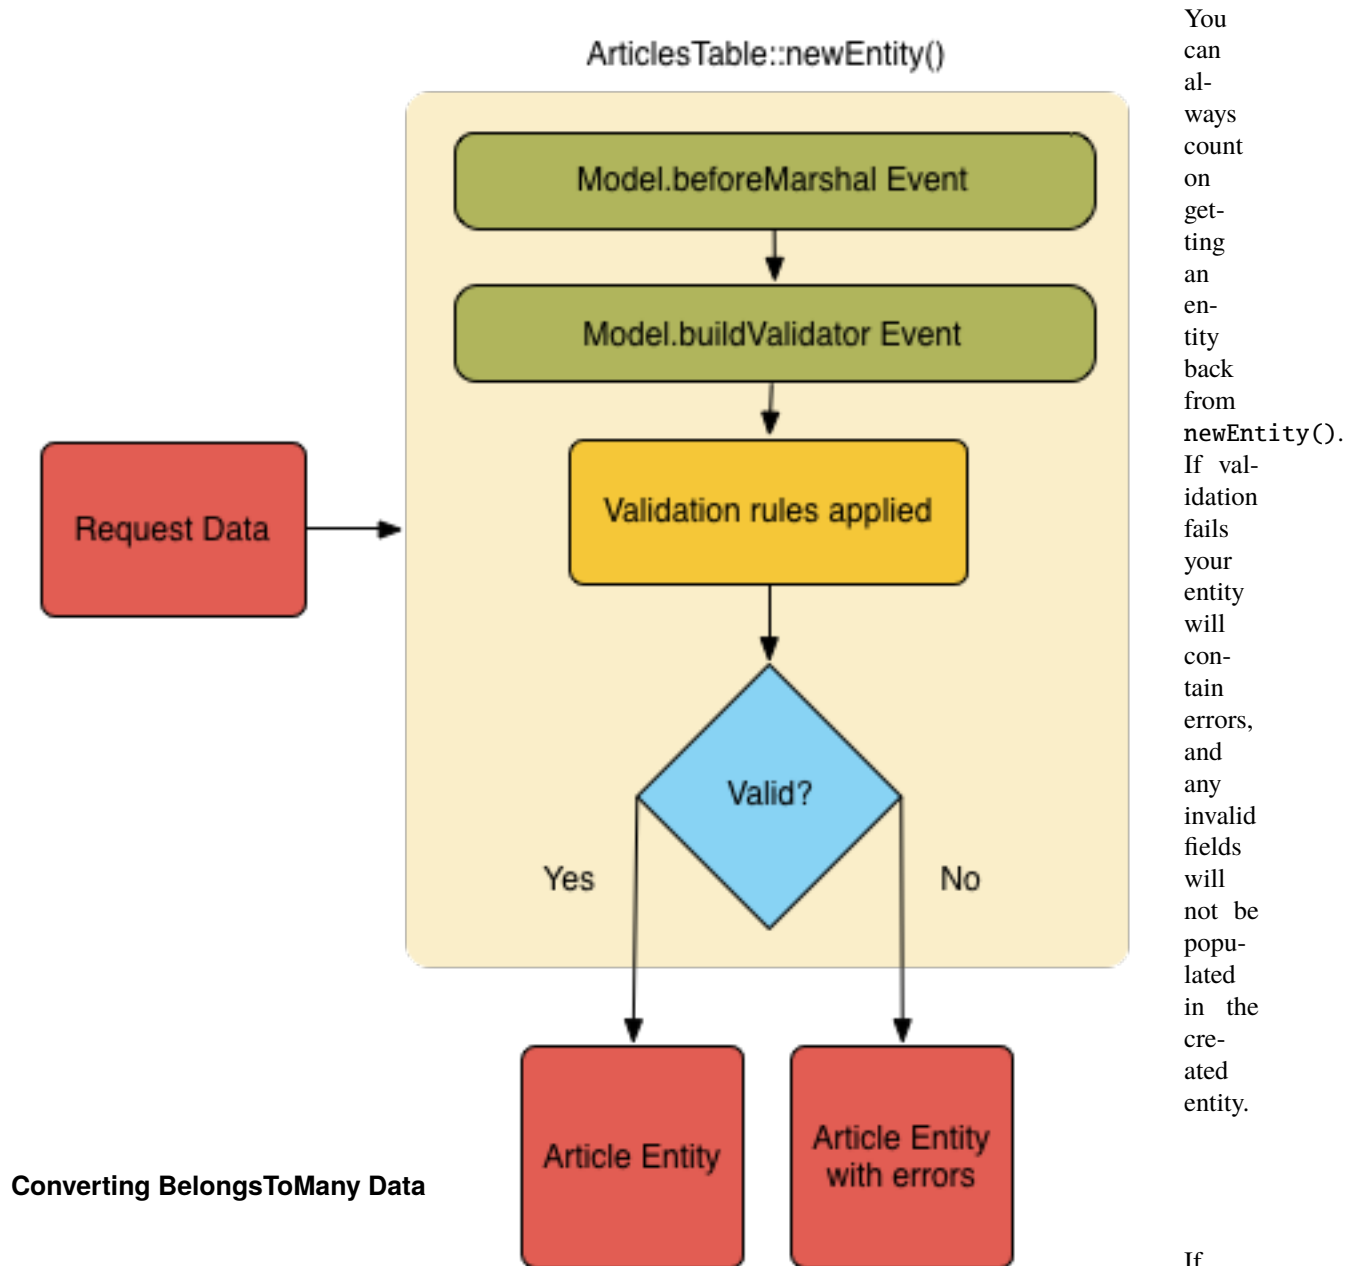 ArticlesTable::newEntity()
Model.beforeMarshal Event
Model.buildValidator Event
Validation rules applied
Request Data
Valid?
Yes
No
Article Entity
Article Entity
with errors
Converting BelongsToMany Data
You
can
al-
ways
count
on
get-
ting
an
en-
tity
back
from
newEntity().
If val-
idation
fails
your
entity
will
con-
tain
errors,
and
any
invalid
fields
will
not be
popu-
lated
in the
cre-
ated
entity.
If